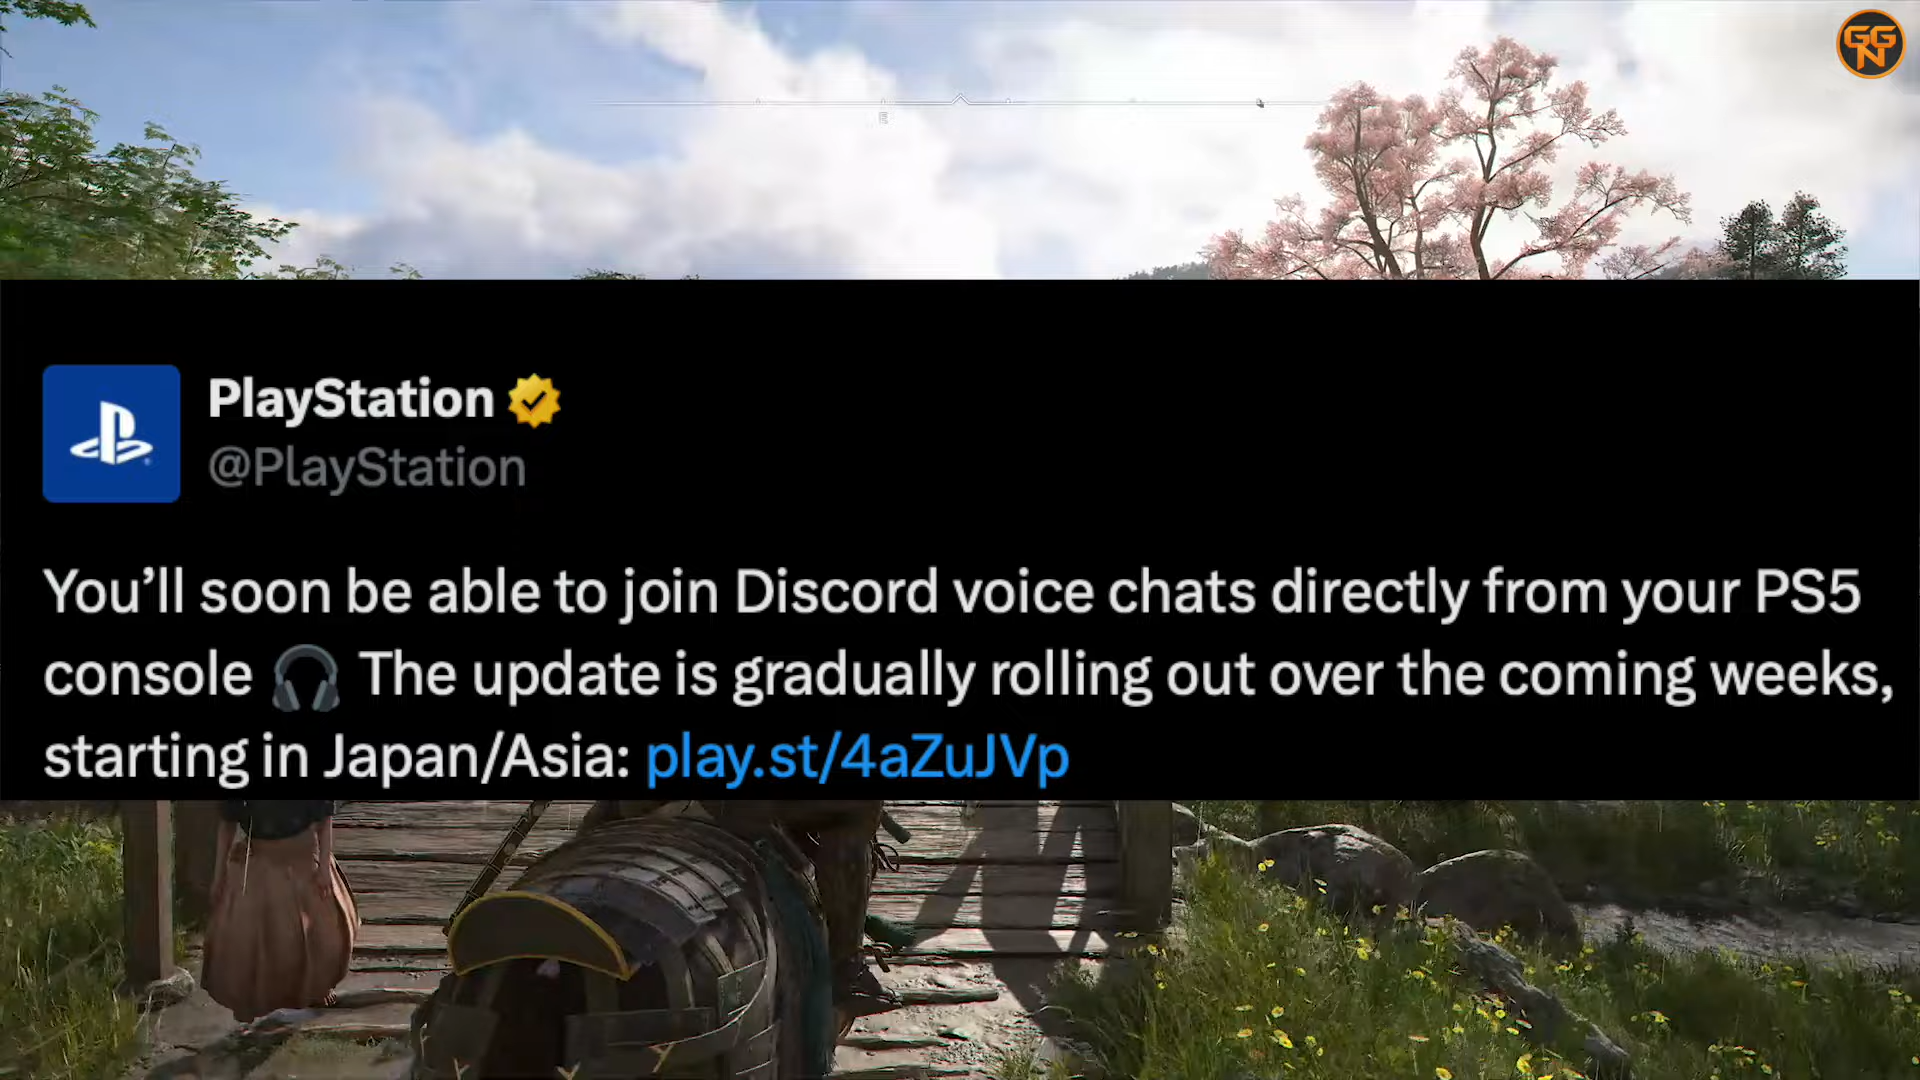 GGN
E
PlayStation
@PlayStation
You’ll soon be able to join Discord voice chats directly from your PS5
console 🎧 The update is gradually rolling out over the coming weeks,
starting in Japan/Asia: play.st/4aZuJVp